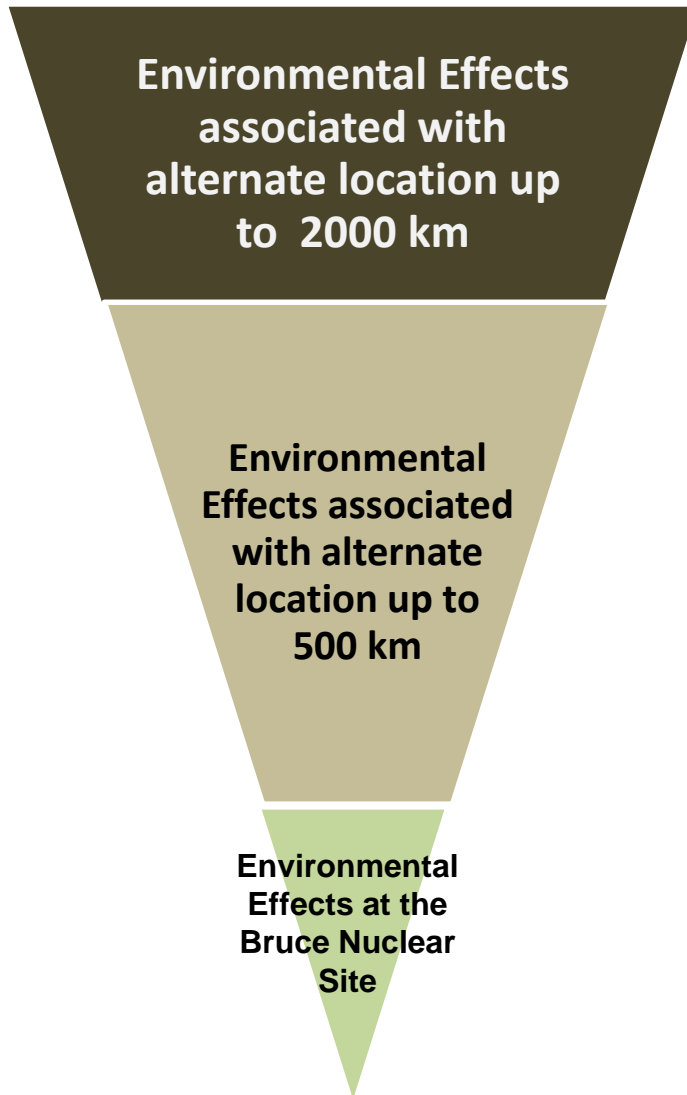 Environmental Effects
associated with
alternate location up
to 2000 km
Environmental
Effects associated
with alternate
location up to
500 km
Environmental
Effects at the
Bruce Nuclear
Site